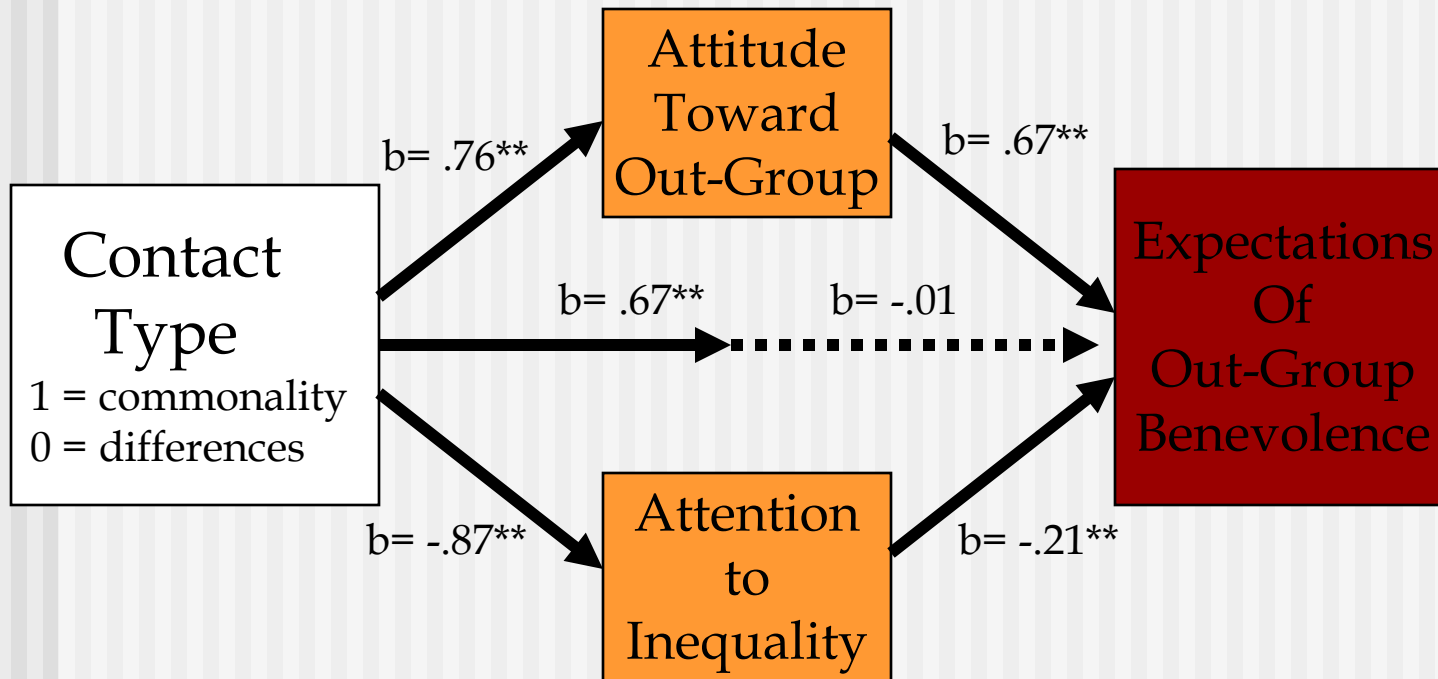 Contact
Type
1 = commonality
0 = differences
b= .76**
Attitude
Toward
Out-Group
b= .67**
b= .67**
b= -.01
b= -.87**
Attention
to
Inequality
b= -.21**
Expectations
Of
Out-Group
Benevolence